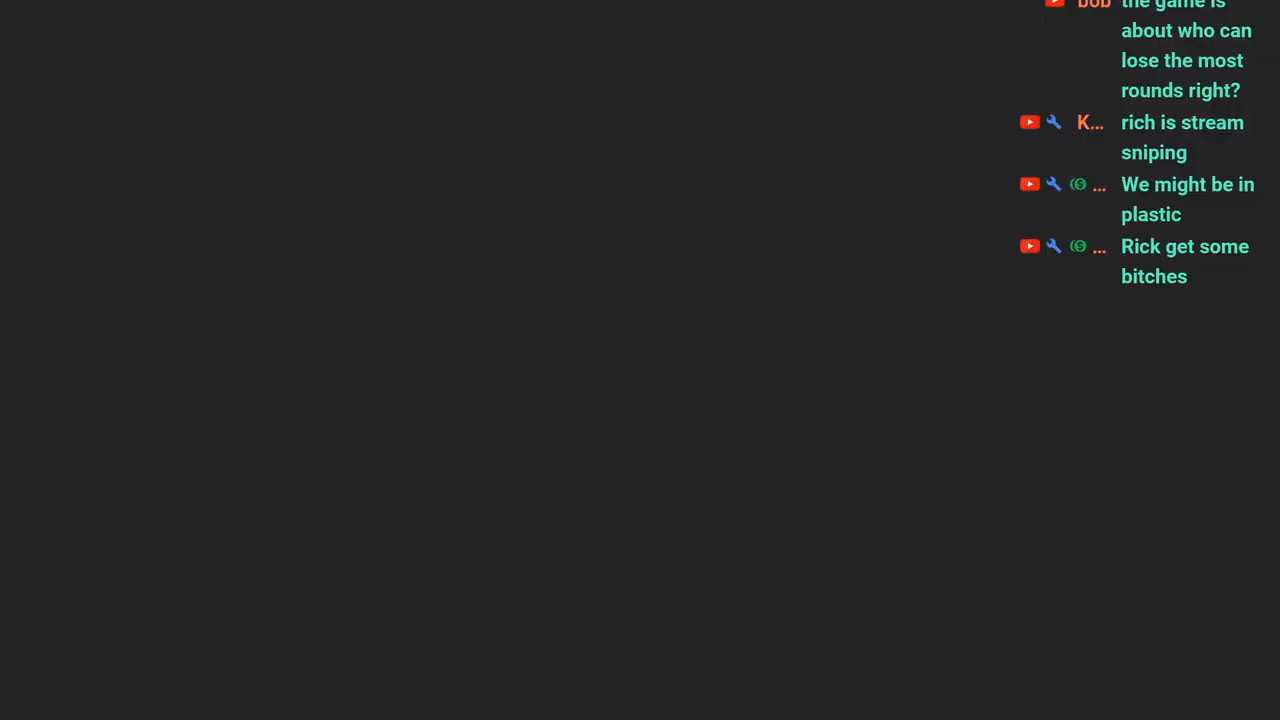 bob the game is
about who can
lose the most
rounds right?
K... rich is stream
sniping
... We might be in
plastic
... Rick get some
bitches